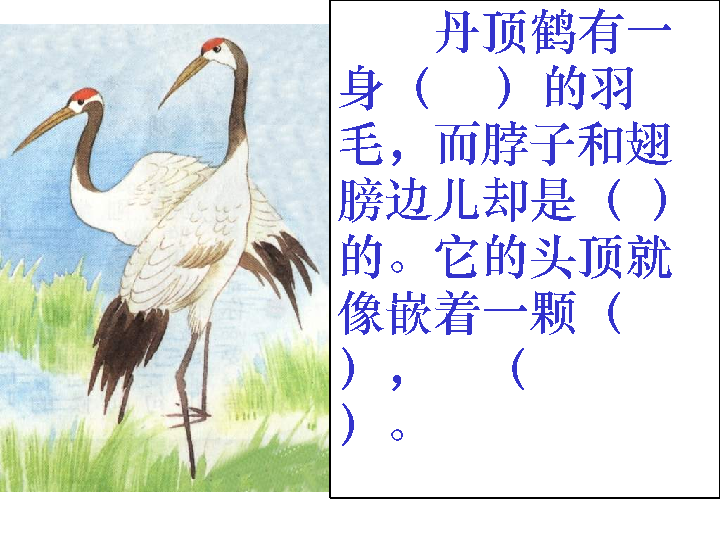 丹顶鹤有一
身（　）的羽
毛，而脖子和翅
膀边儿却是（ ）
的。它的头顶就
像嵌着一颗（
），　（
）。